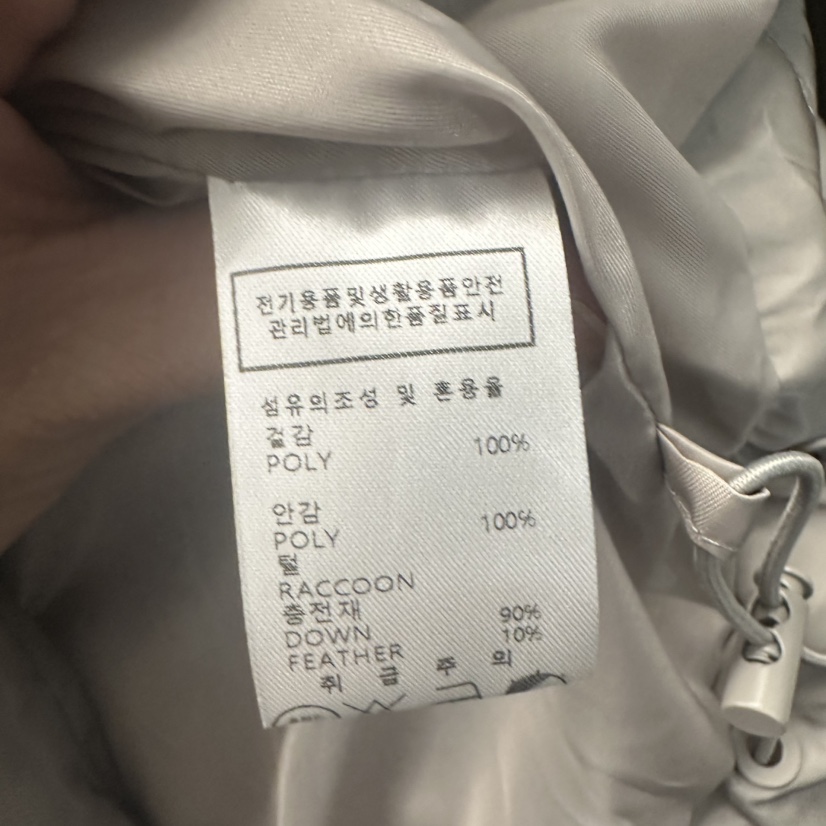 전기용품및생활용품안전
관리법에의한품질표시
섬유의조성 및 혼용율
겉감
POLY 100%
안감
POLY 100%
털
RACCOON
충전재
DOWN 90%
FEATHER 10%
취 급 주 의